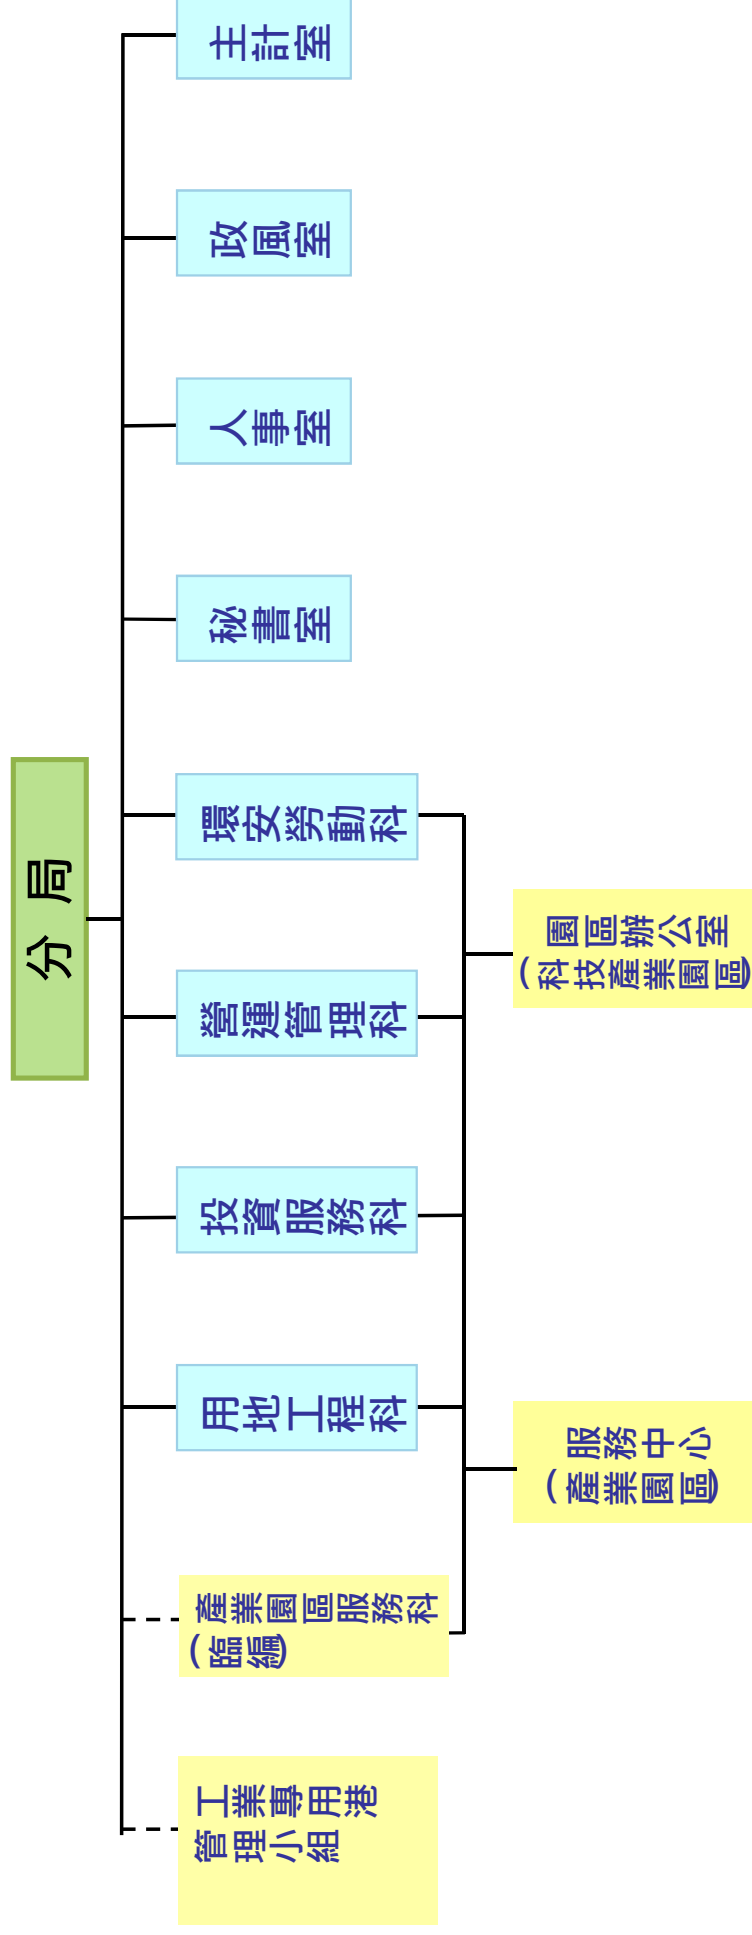 分局
用地工程科
投資服務科
營運管理科
環安勞動科
秘書室
人事室
政風室
主計室
工業專用港
管理小組
產業園區服務科
(臨編)
服務中心
(產業園區)
園區辦公室
(科技產業園區)